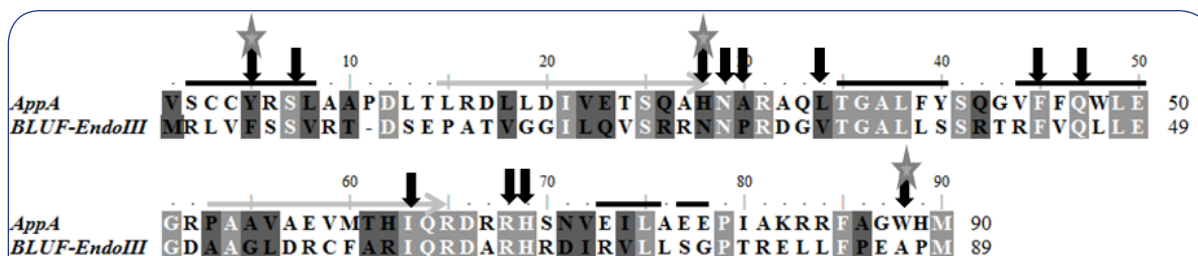 10 20 30 40 50
AppA VSCCYRSLAAPDLTLRDLLDIVETSQAHNARAQLTGALFYSQGVFFQWLE 50
BLUF-EndoIII MRLVFSSVRT-DSEPATVGGILQVSRRNNPRDGVTGALLSSRTRFVQLLE 49
60 70 80 90
AppA GRPAAVAEVMTHIQRDRRHSNVEILAEEPIAKRRFAGWHM 90
BLUF-EndoIII GDAAGLDRCFARIQRDARHRDIRVLLSGPTRELLFPEAPM 89